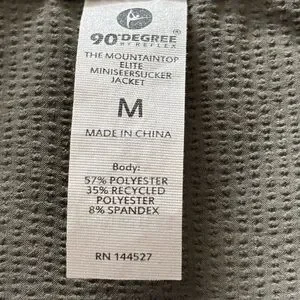 90°DEGREE®
BY REFLEX
THE MOUNTAINTOP
ELITE
MINISEERSUCKER
JACKET
M
MADE IN CHINA
Body:
57% POLYESTER
35% RECYCLED
POLYESTER
8% SPANDEX
RN 144527